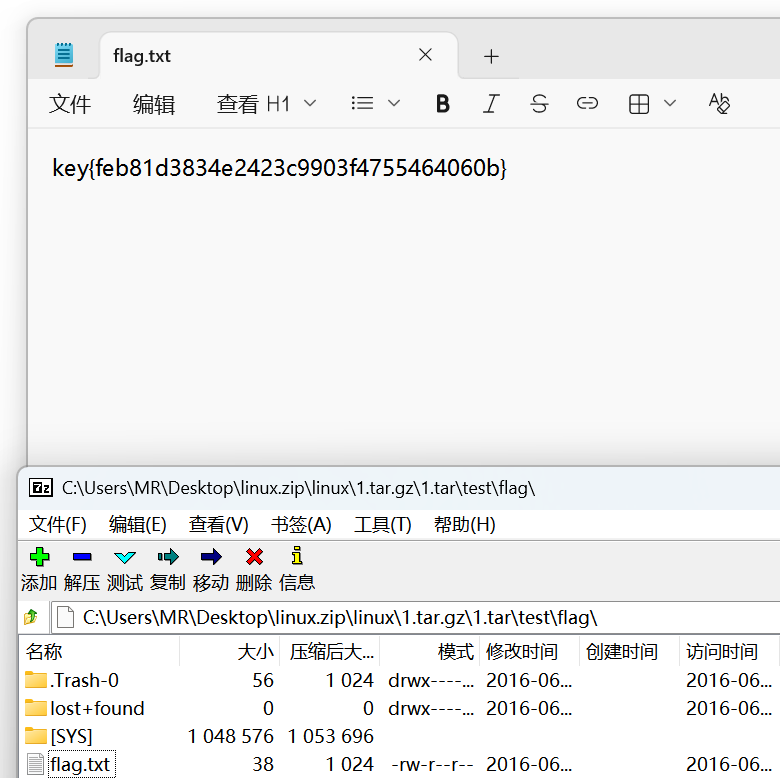 flag.txt
文件 编辑 查看 H1 B I S
key{feb81d3834e2423c9903f4755464060b}
C:\Users\MR\Desktop\linux.zip\linux\1.tar.gz\1.tar\test\flag\
文件(F) 编辑(E) 查看(V) 书签(A) 工具(T) 帮助(H)
添加 解压 测试 复制 移动 删除 信息
C:\Users\MR\Desktop\linux.zip\linux\1.tar.gz\1.tar\test\flag\
名称 大小 压缩后大... 模式 修改时间 创建时间 访问时间
.Trash-0 56 1 024 drwx----... 2016-06... 2016-06...
lost+found 0 0 drwx----... 2016-06... 2016-06...
[SYS] 1 048 576 1 053 696
flag.txt 38 1 024 -rw-r--r-- 2016-06... 2016-06...